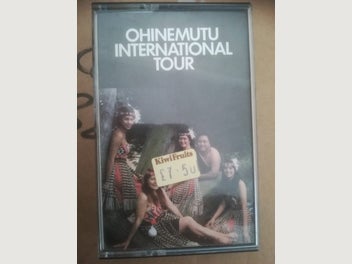 OHINEMUTU
INTERNATIONAL
TOUR
KiwiFruits
£7·50